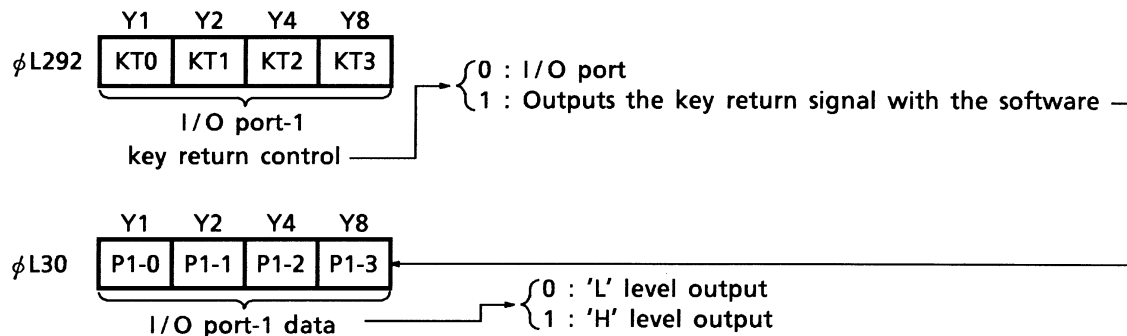 Y1 Y2 Y4 Y8
ϕL292 KT0 KT1 KT2 KT3
0 : I/O port
1 : Outputs the key return signal with the software
I/O port-1
key return control
Y1 Y2 Y4 Y8
ϕL30 P1-0 P1-1 P1-2 P1-3
0 : 'L' level output
1 : 'H' level output
I/O port-1 data